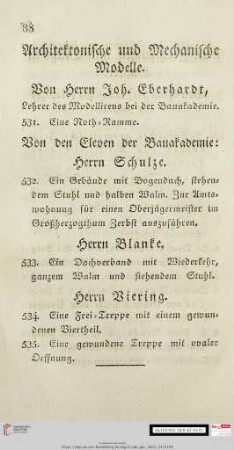 88
Architektonische und Mechanische
Modelle.
Von Herrn Joh. Eberhardt,
Lehrer des Modellirens bei der Bauakademie.
531. Eine Noth-Ramme.
Von den Eleven der Bauakademie:
Herrn Schulze.
532. Ein Gebäude mit Bogendach, stehen-
dem Stuhl und halben Walm. Zur Amts-
wohnung für einen Oberjägermeister im
Großherzogthum Zerbst auszuführen.
Herrn Blanke.
533. Ein Dachverband mit Wiederkehr,
ganzem Walm und stehendem Stuhl.
Herrn Viering.
534. Eine Frei-Treppe mit einem gewun-
denen Viertheil.
535. Eine gewundene Treppe mit ovaler
Oeffnung.